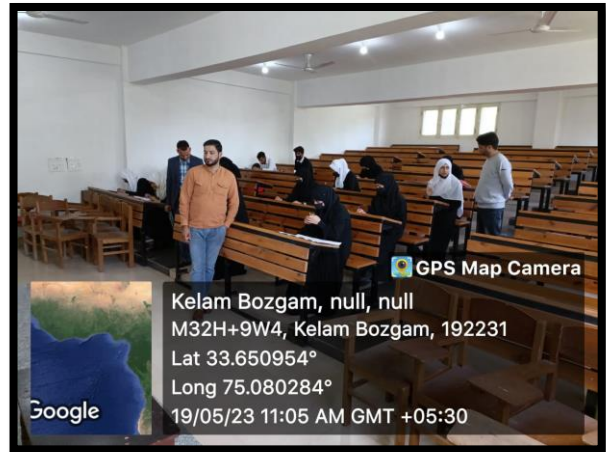 GPS Map Camera
Kelam Bozgam, null, null
M32H+9W4, Kelam Bozgam, 192231
Lat 33.650954°
Long 75.080284°
19/05/23 11:05 AM GMT +05:30
Google